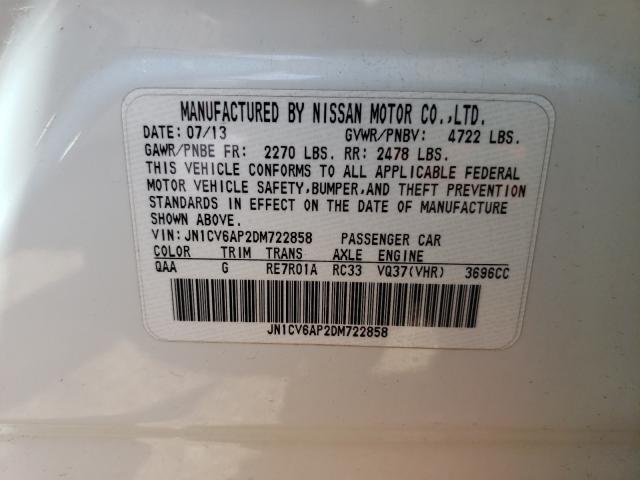 MANUFACTURED BY NISSAN MOTOR CO.,LTD.
DATE: 07/13 GVWR/PNBV: 4722 LBS.
GAWR/PNBE FR: 2270 LBS. RR: 2478 LBS.
THIS VEHICLE CONFORMS TO ALL APPLICABLE FEDERAL
MOTOR VEHICLE SAFETY,BUMPER,AND THEFT PREVENTION
STANDARDS IN EFFECT ON THE DATE OF MANUFACTURE
SHOWN ABOVE.
VIN:JN1CV6AP2DM722858 PASSENGER CAR
COLOR TRIM TRANS AXLE ENGINE
QAA G RE7R01A RC33 VQ37(VHR) 3696CC
JN1CV6AP2DM722858